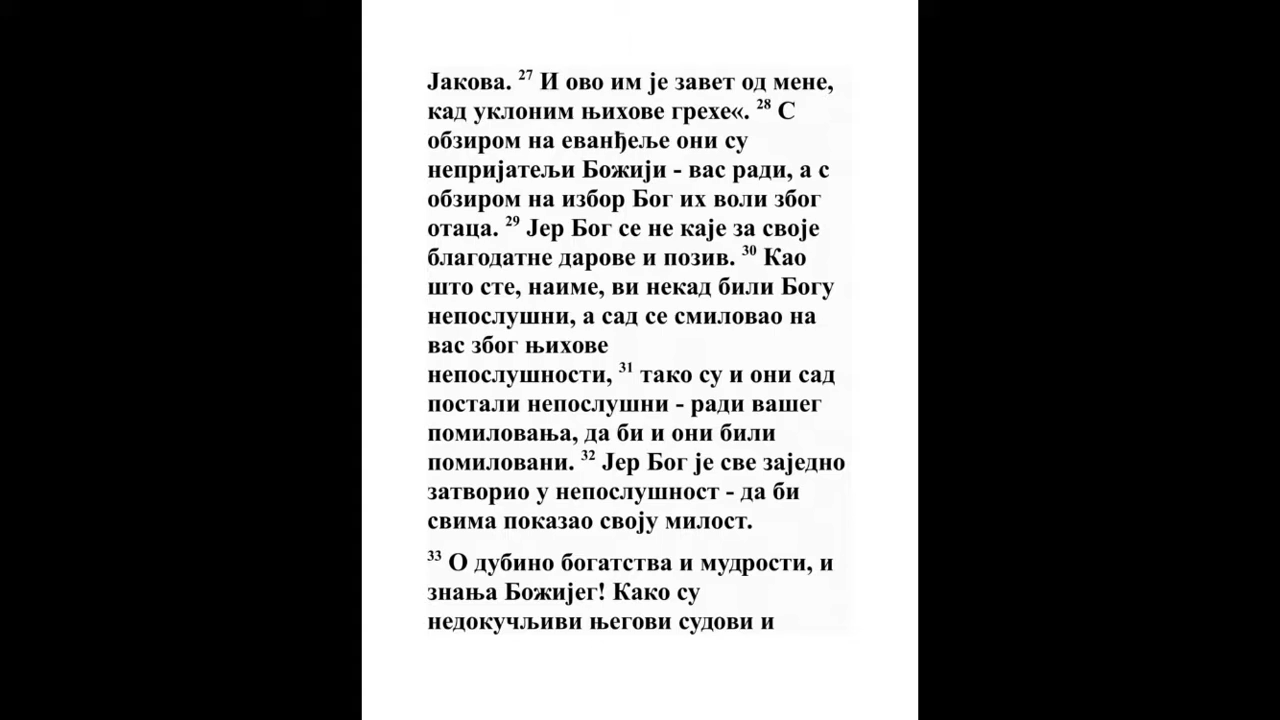 Јакова. 27 И ово им је завет од мене,
кад уклоним њихове грехе«. 28 С
обзиром на еванђеље они су
непријатељи Божији - вас ради, а с
обзиром на избор Бог их воли због
отаца. 29 Јер Бог се не каје за своје
благодатне дарове и позив. 30 Као
што сте, наиме, ви некад били Богу
непослушни, а сад се смиловао на
вас због њихове
непослушности, 31 тако су и они сад
постали непослушни - ради вашег
помиловања, да би и они били
помиловани. 32 Јер Бог је све заједно
затворио у непослушност - да би
свима показао своју милост.
33 О дубино богатства и мудрости, и
знања Божијег! Како су
недокучљиви његови судови и